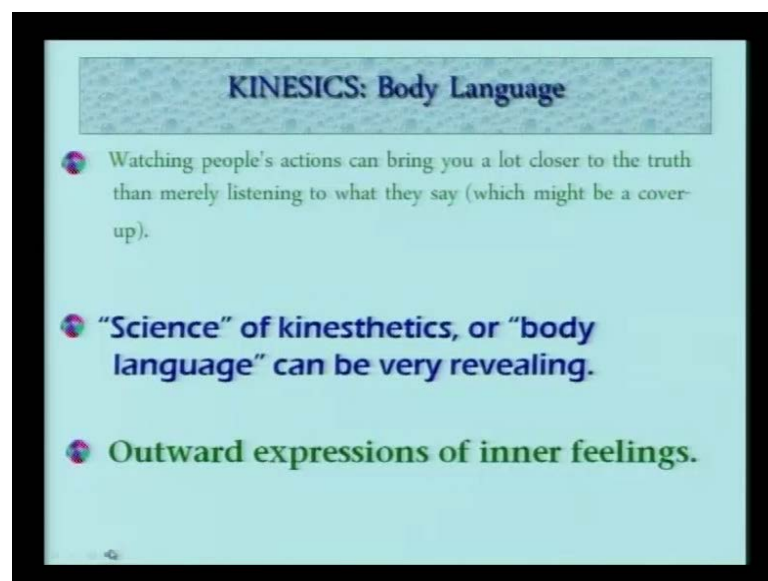 KINESICS: Body Language
Watching people's actions can bring you a lot closer to the truth
than merely listening to what they say (which might be a cover-
up).
“Science” of kinesthetics, or “body
language” can be very revealing.
Outward expressions of inner feelings.